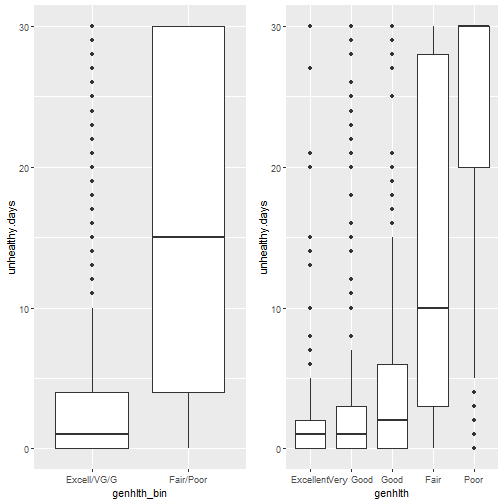 30
20
10
0
unhealthy.days
Excell/VG/G Fair/Poor
genhlth_bin
30
20
10
0
unhealthy.days
Excellent Very Good Good Fair Poor
genhlth